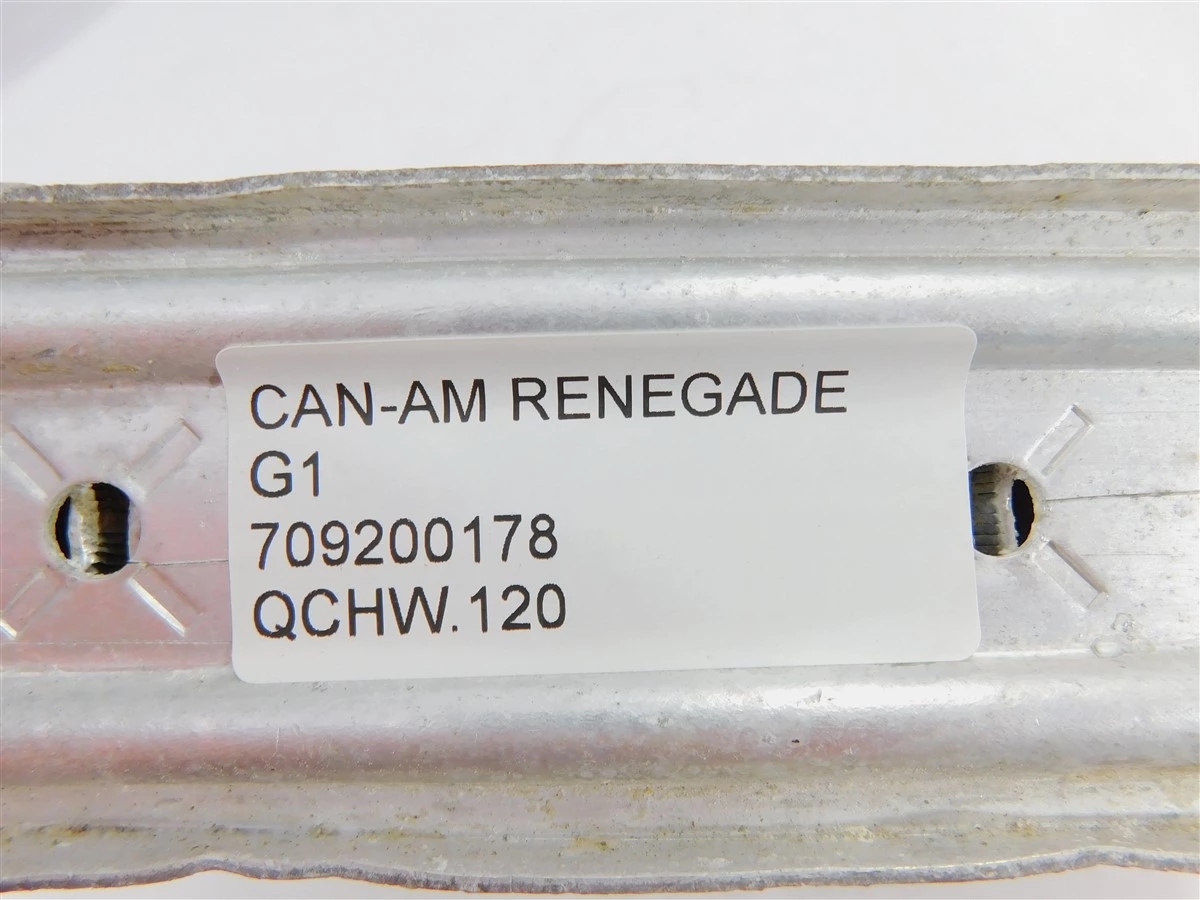 CAN-AM RENEGADE
G1
709200178
QCHW.120